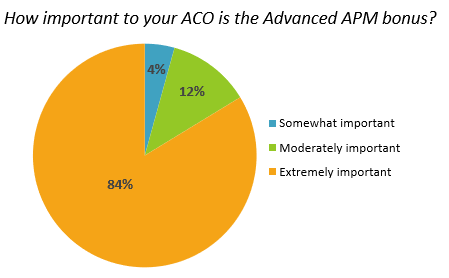 How important to your ACO is the Advanced APM bonus?
4%
12%
84%
Somewhat important
Moderately important
Extremely important